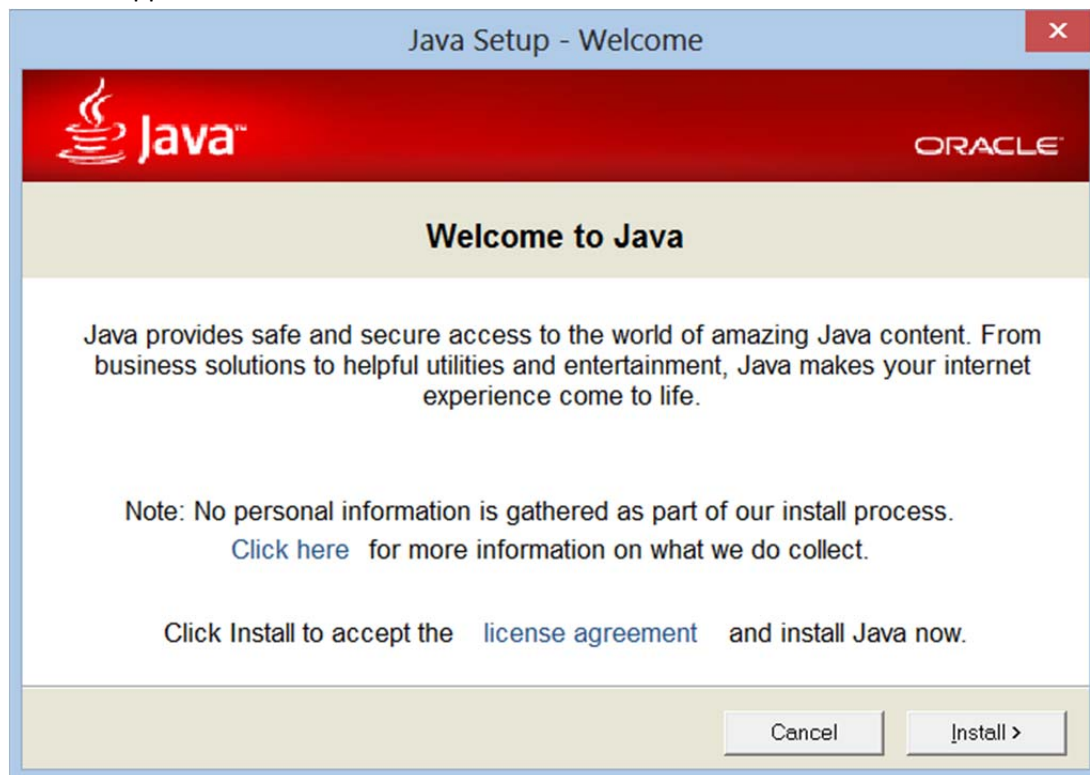 Java Setup - Welcome
Java™
ORACLE
Welcome to Java
Java provides safe and secure access to the world of amazing Java content. From
business solutions to helpful utilities and entertainment, Java makes your internet
experience come to life.
Note: No personal information is gathered as part of our install process.
Click here for more information on what we do collect.
Click Install to accept the license agreement and install Java now.
Cancel Install >